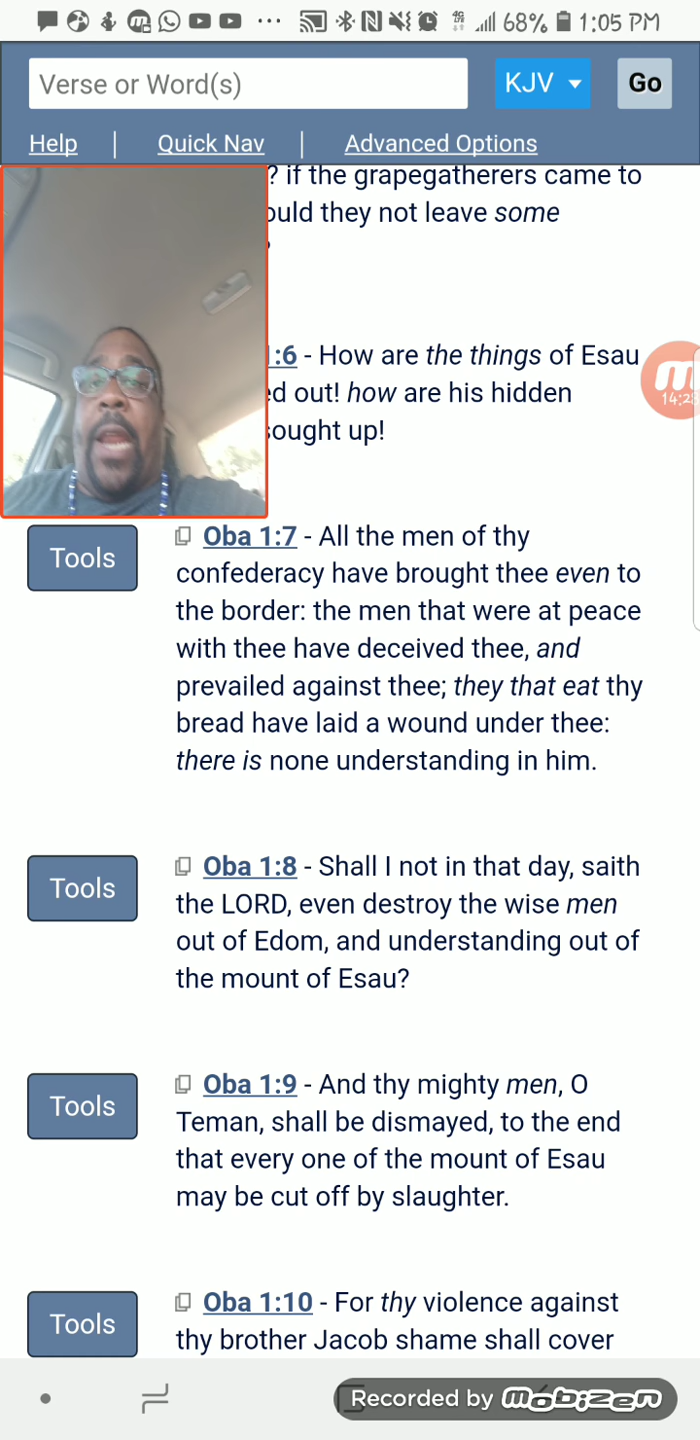 68% 1:05 PM
Verse or Word(s) KJV Go
Help | Quick Nav | Advanced Options
? if the grapegatherers came to
ould they not leave some
?
1:6 - How are the things of Esau
ed out! how are his hidden
sought up!
14:28
Tools Oba 1:7 - All the men of thy
confederacy have brought thee even to
the border: the men that were at peace
with thee have deceived thee, and
prevailed against thee; they that eat thy
bread have laid a wound under thee:
there is none understanding in him.
Tools Oba 1:8 - Shall I not in that day, saith
the LORD, even destroy the wise men
out of Edom, and understanding out of
the mount of Esau?
Tools Oba 1:9 - And thy mighty men, O
Teman, shall be dismayed, to the end
that every one of the mount of Esau
may be cut off by slaughter.
Tools Oba 1:10 - For thy violence against
thy brother Jacob shame shall cover
Recorded by mobizen